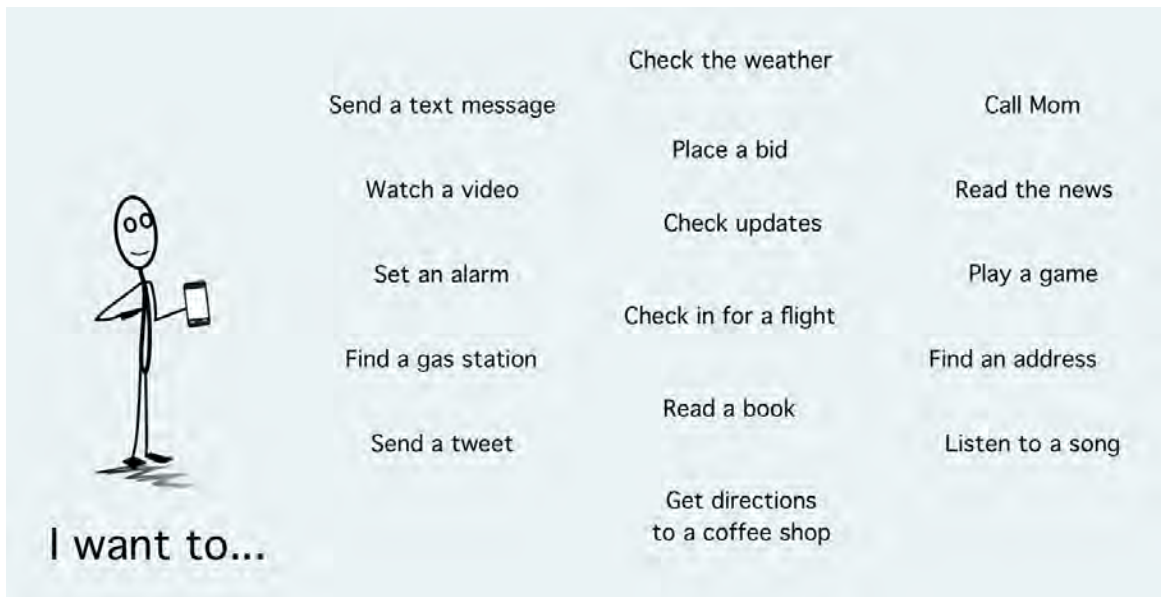 Send a text message
Watch a video
Set an alarm
Find a gas station
Send a tweet
Check the weather
Place a bid
Check updates
Check in for a flight
Read a book
Get directions
to a coffee shop
Call Mom
Read the news
Play a game
Find an address
Listen to a song
I want to...